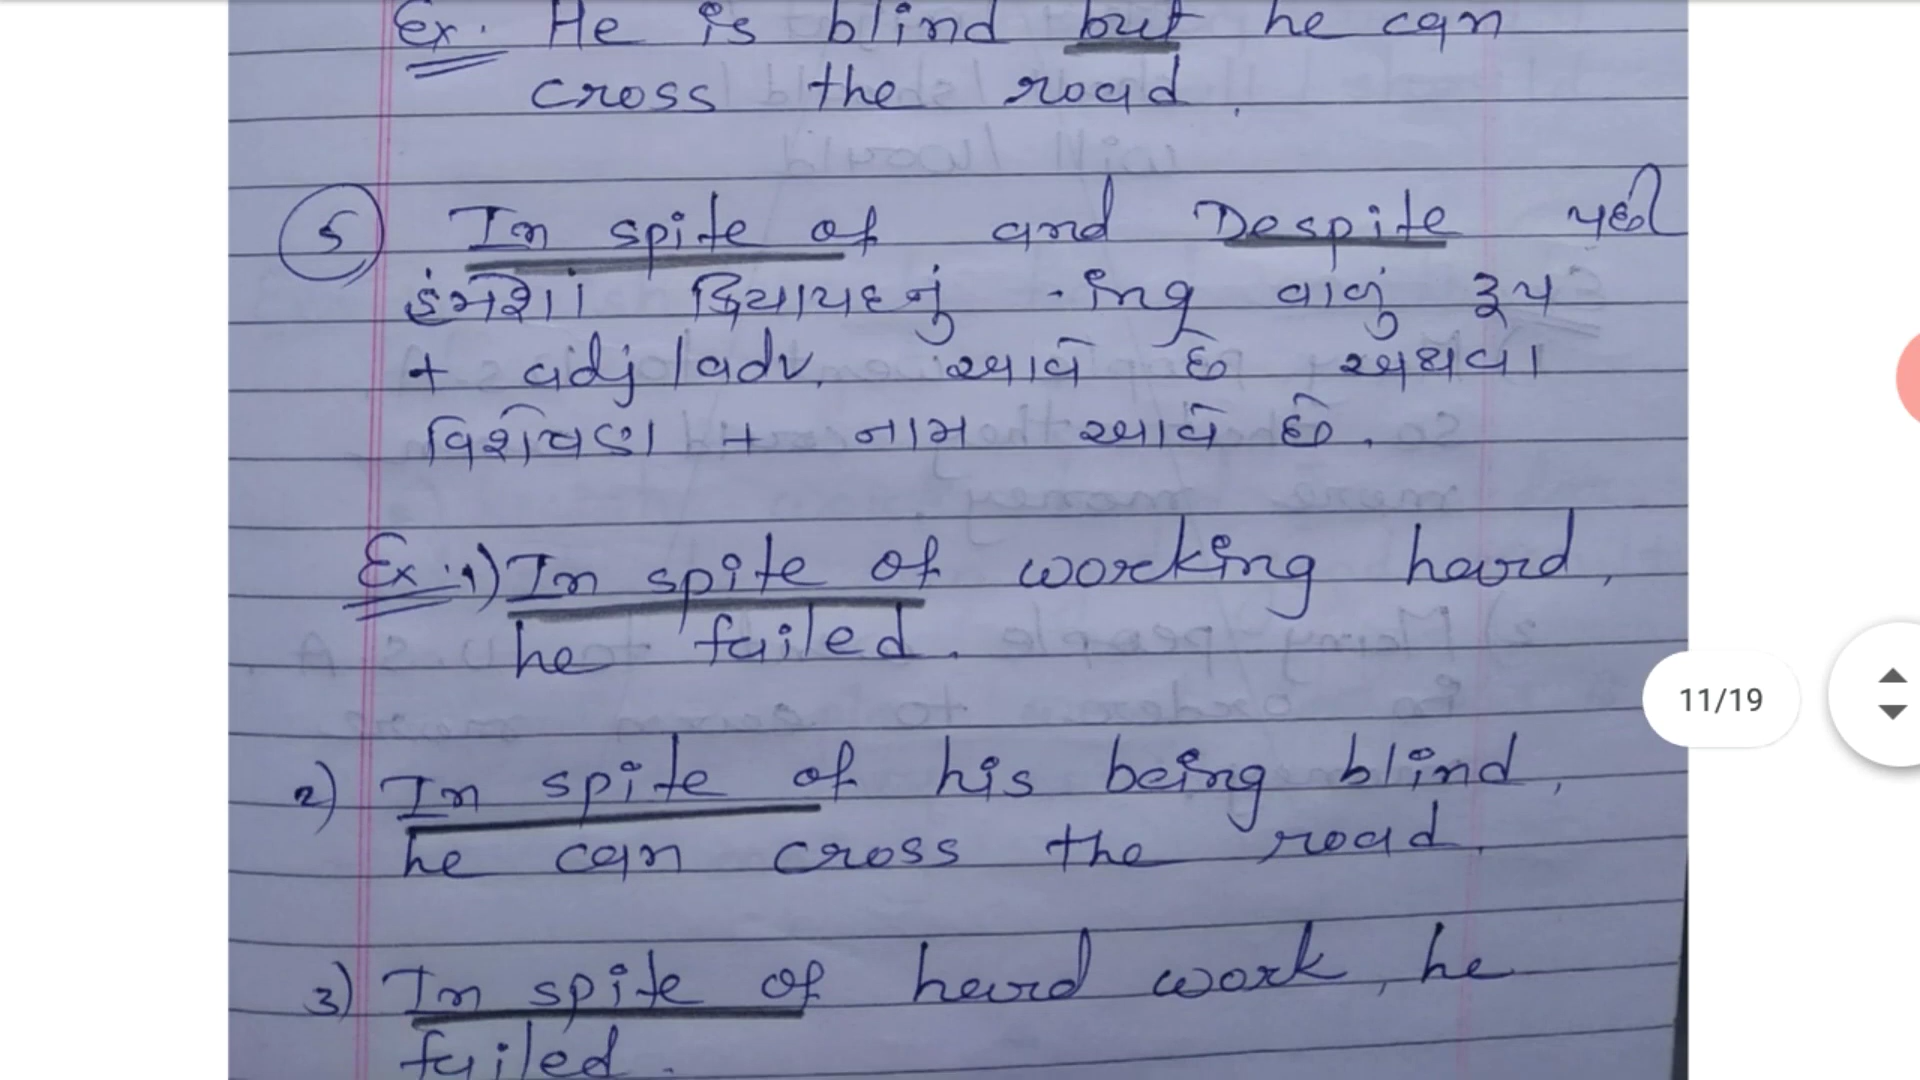 Ex. He is blind but he can
cross the road.
5 In spite of and Despite પછી
હંમેશા ક્રિયાપદનું -ing વાળું રૂપ
+ adj/adv. આવે છે અથવા
વિશેષણ + નામ આવે છે.
Ex:1) In spite of working hard,
he failed.
2) In spite of his being blind,
he can cross the road.
3) In spite of hard work, he
failed.
11/19